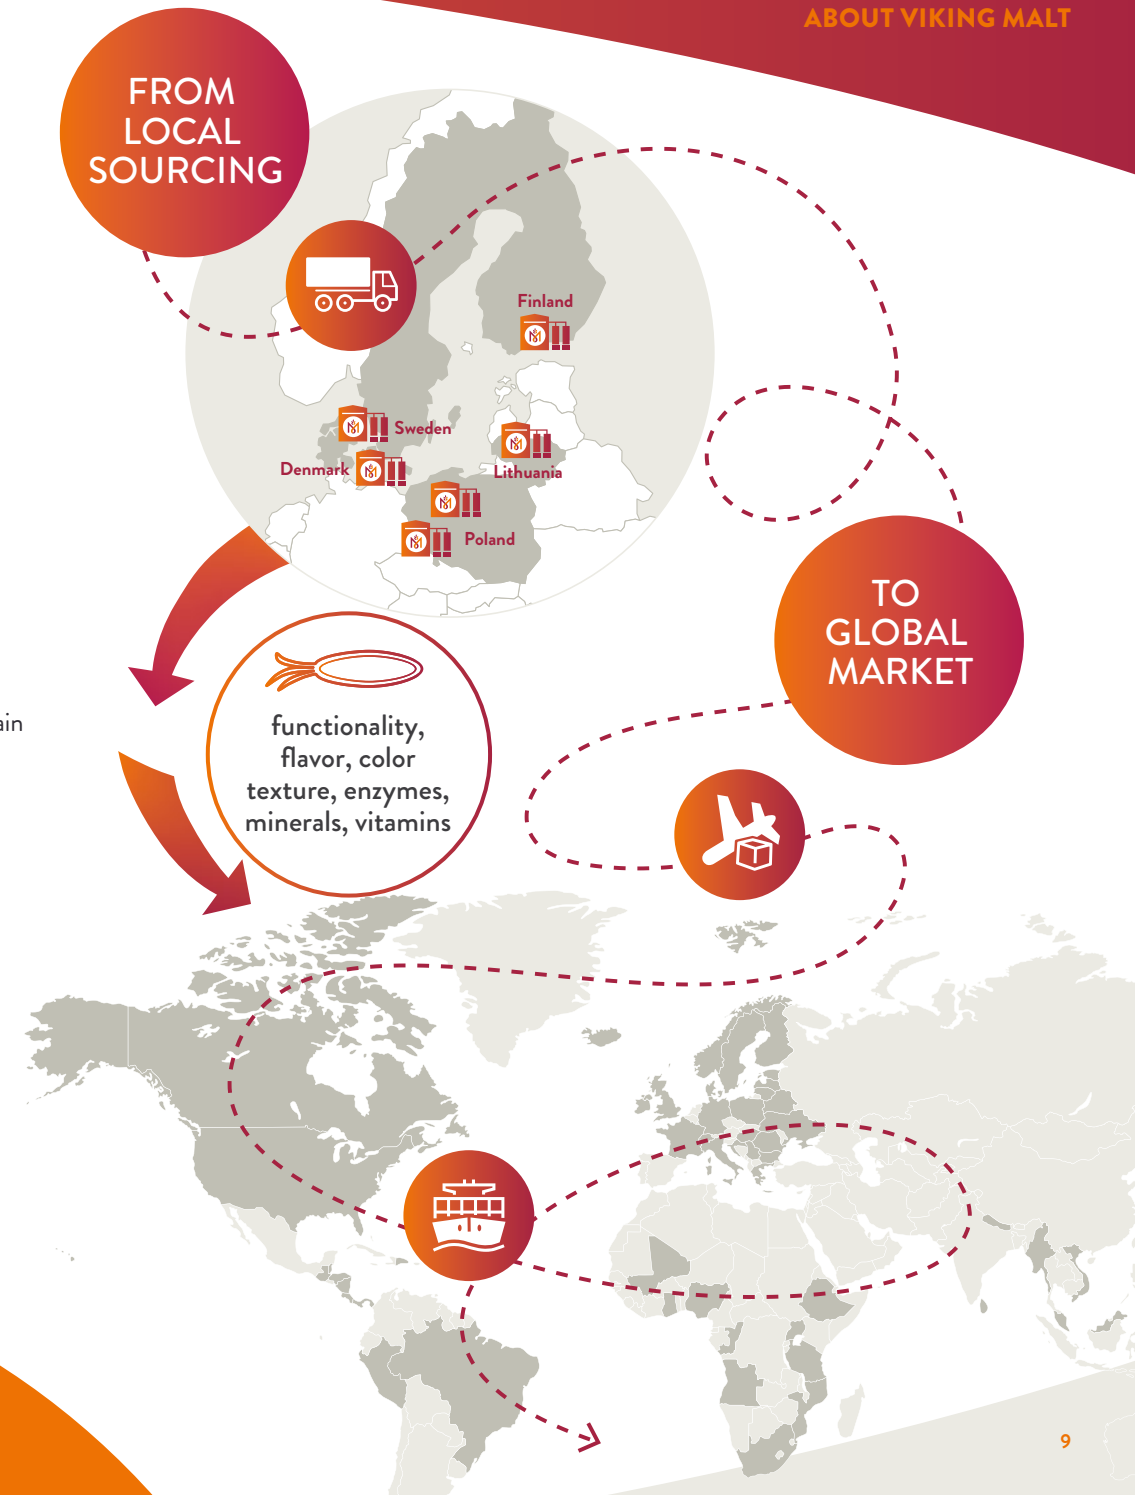 ABOUT VIKING MALT
FROM
LOCAL
SOURCING
Finland
Sweden
Denmark
Lithuania
Poland
TO
GLOBAL
MARKET
functionality,
flavor, color
texture, enzymes,
minerals, vitamins
9